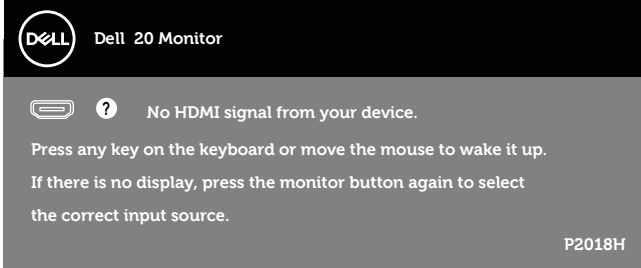 DELL Dell 20 Monitor
? No HDMI signal from your device.
Press any key on the keyboard or move the mouse to wake it up.
If there is no display, press the monitor button again to select
the correct input source.
P2018H